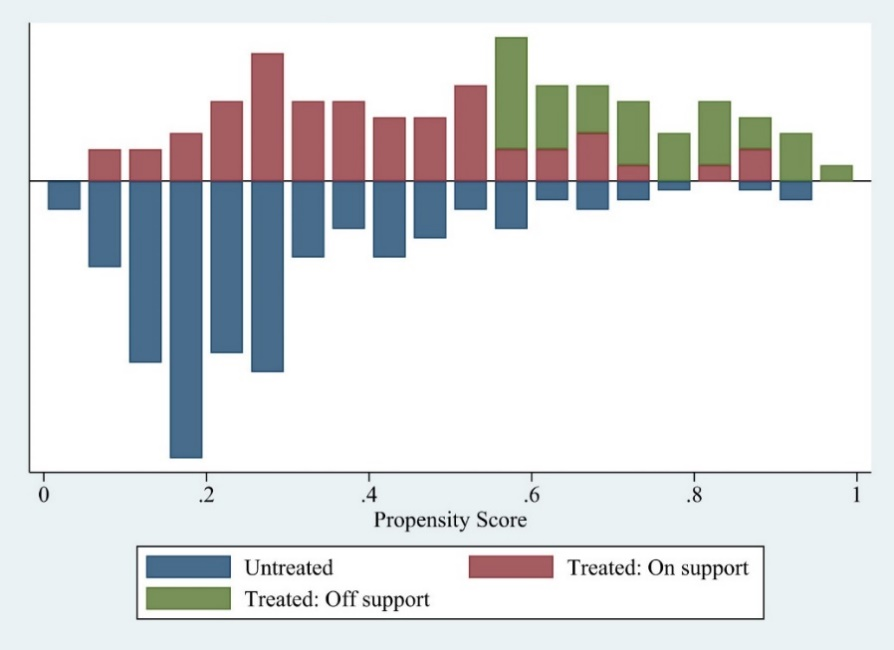 0 .2 .4 .6 .8 1
Propensity Score
Untreated Treated: On support
Treated: Off support